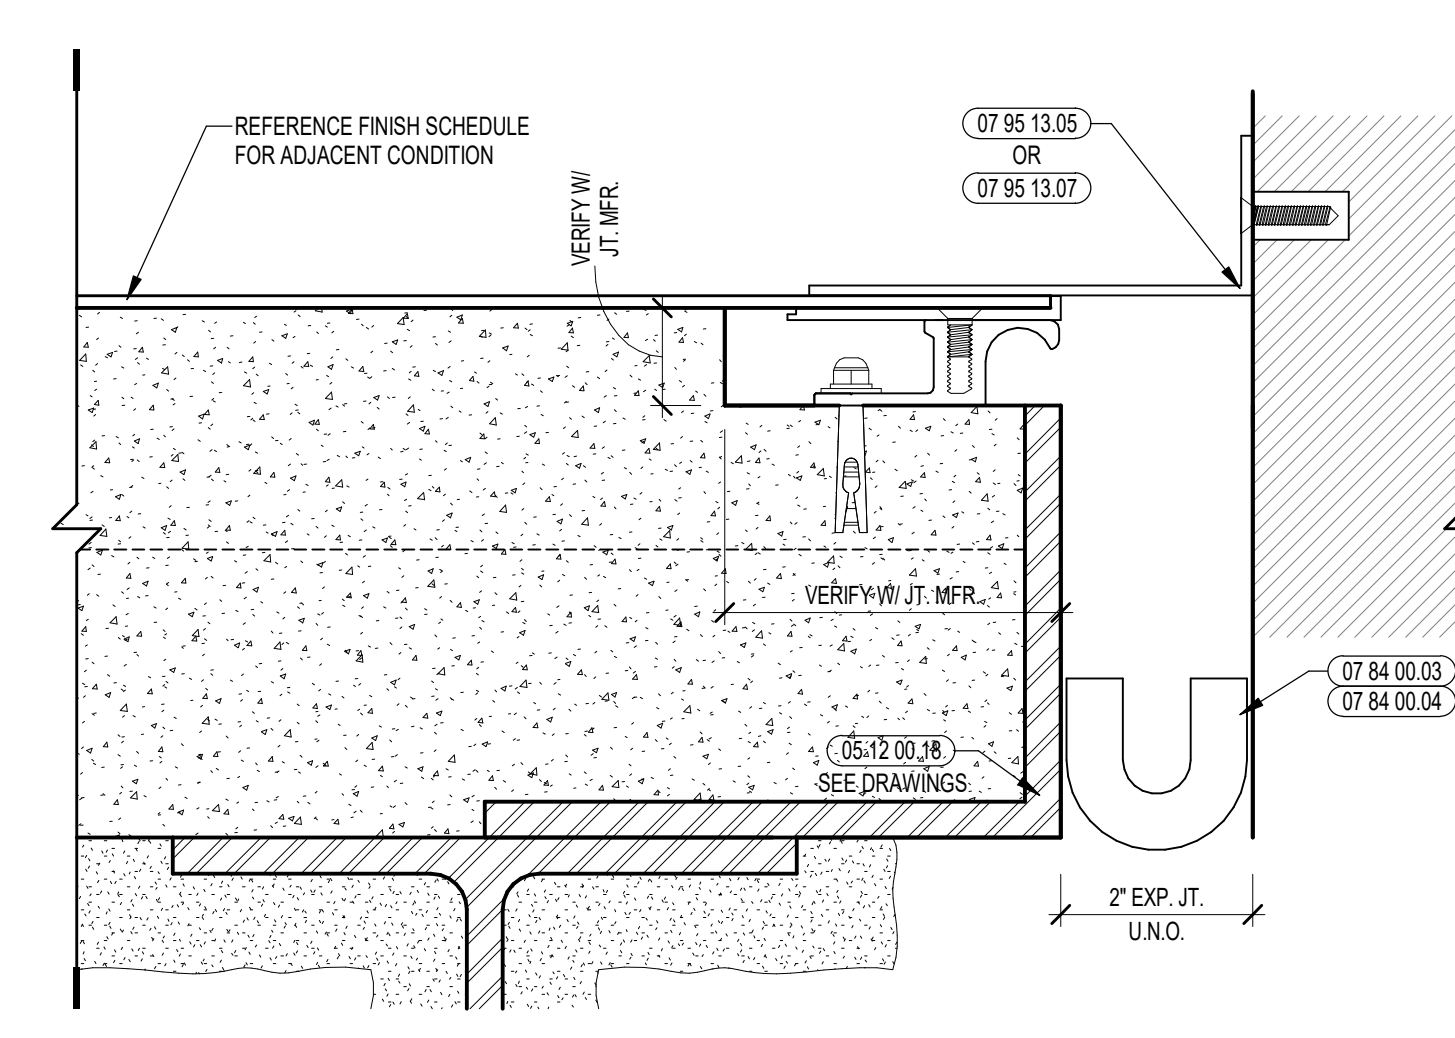 REFERENCE FINISH SCHEDULE
FOR ADJACENT CONDITION
VERIFY W/
JT. MFR.
07 95 13.05
OR
07 95 13.07
VERIFY W/ JT. MFR.
07 84 00.03
07 84 00.04
05 12 00.18
SEE DRAWINGS
2" EXP. JT.
U.N.O.